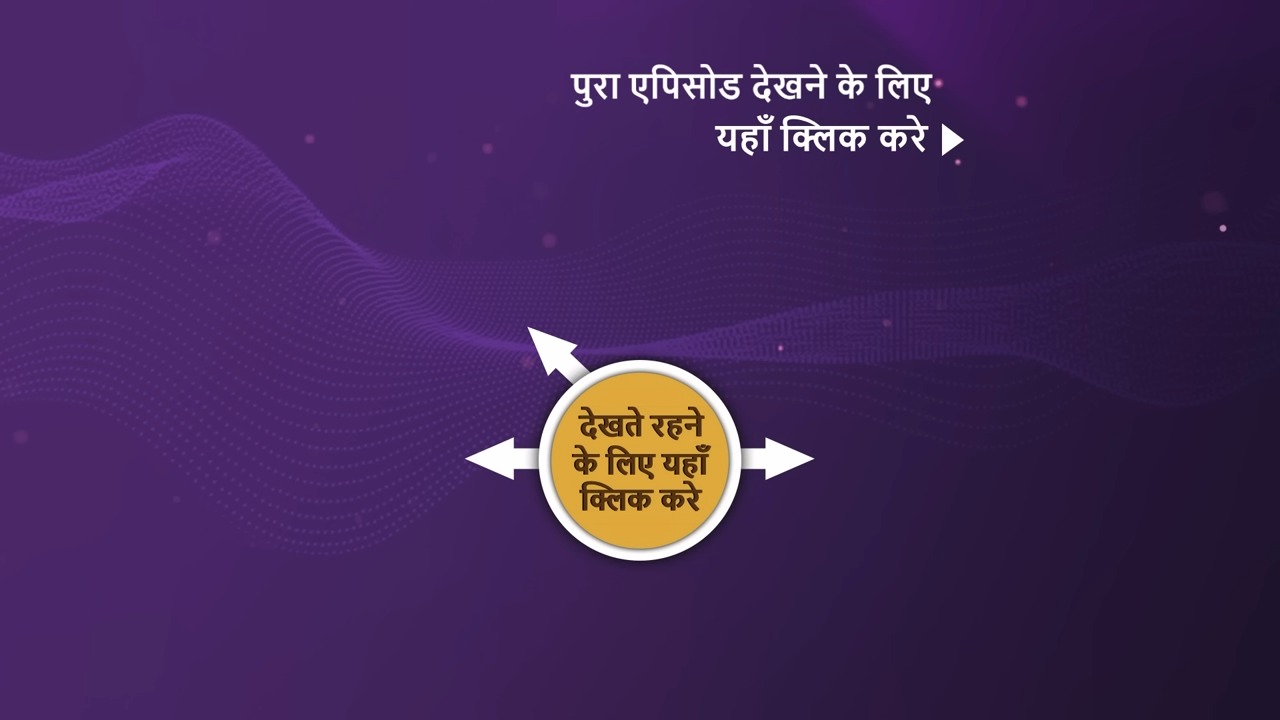 पुरा एपिसोड देखने के लिए
यहाँ क्लिक करे
देखते रहने
के लिए यहाँ
क्लिक करे